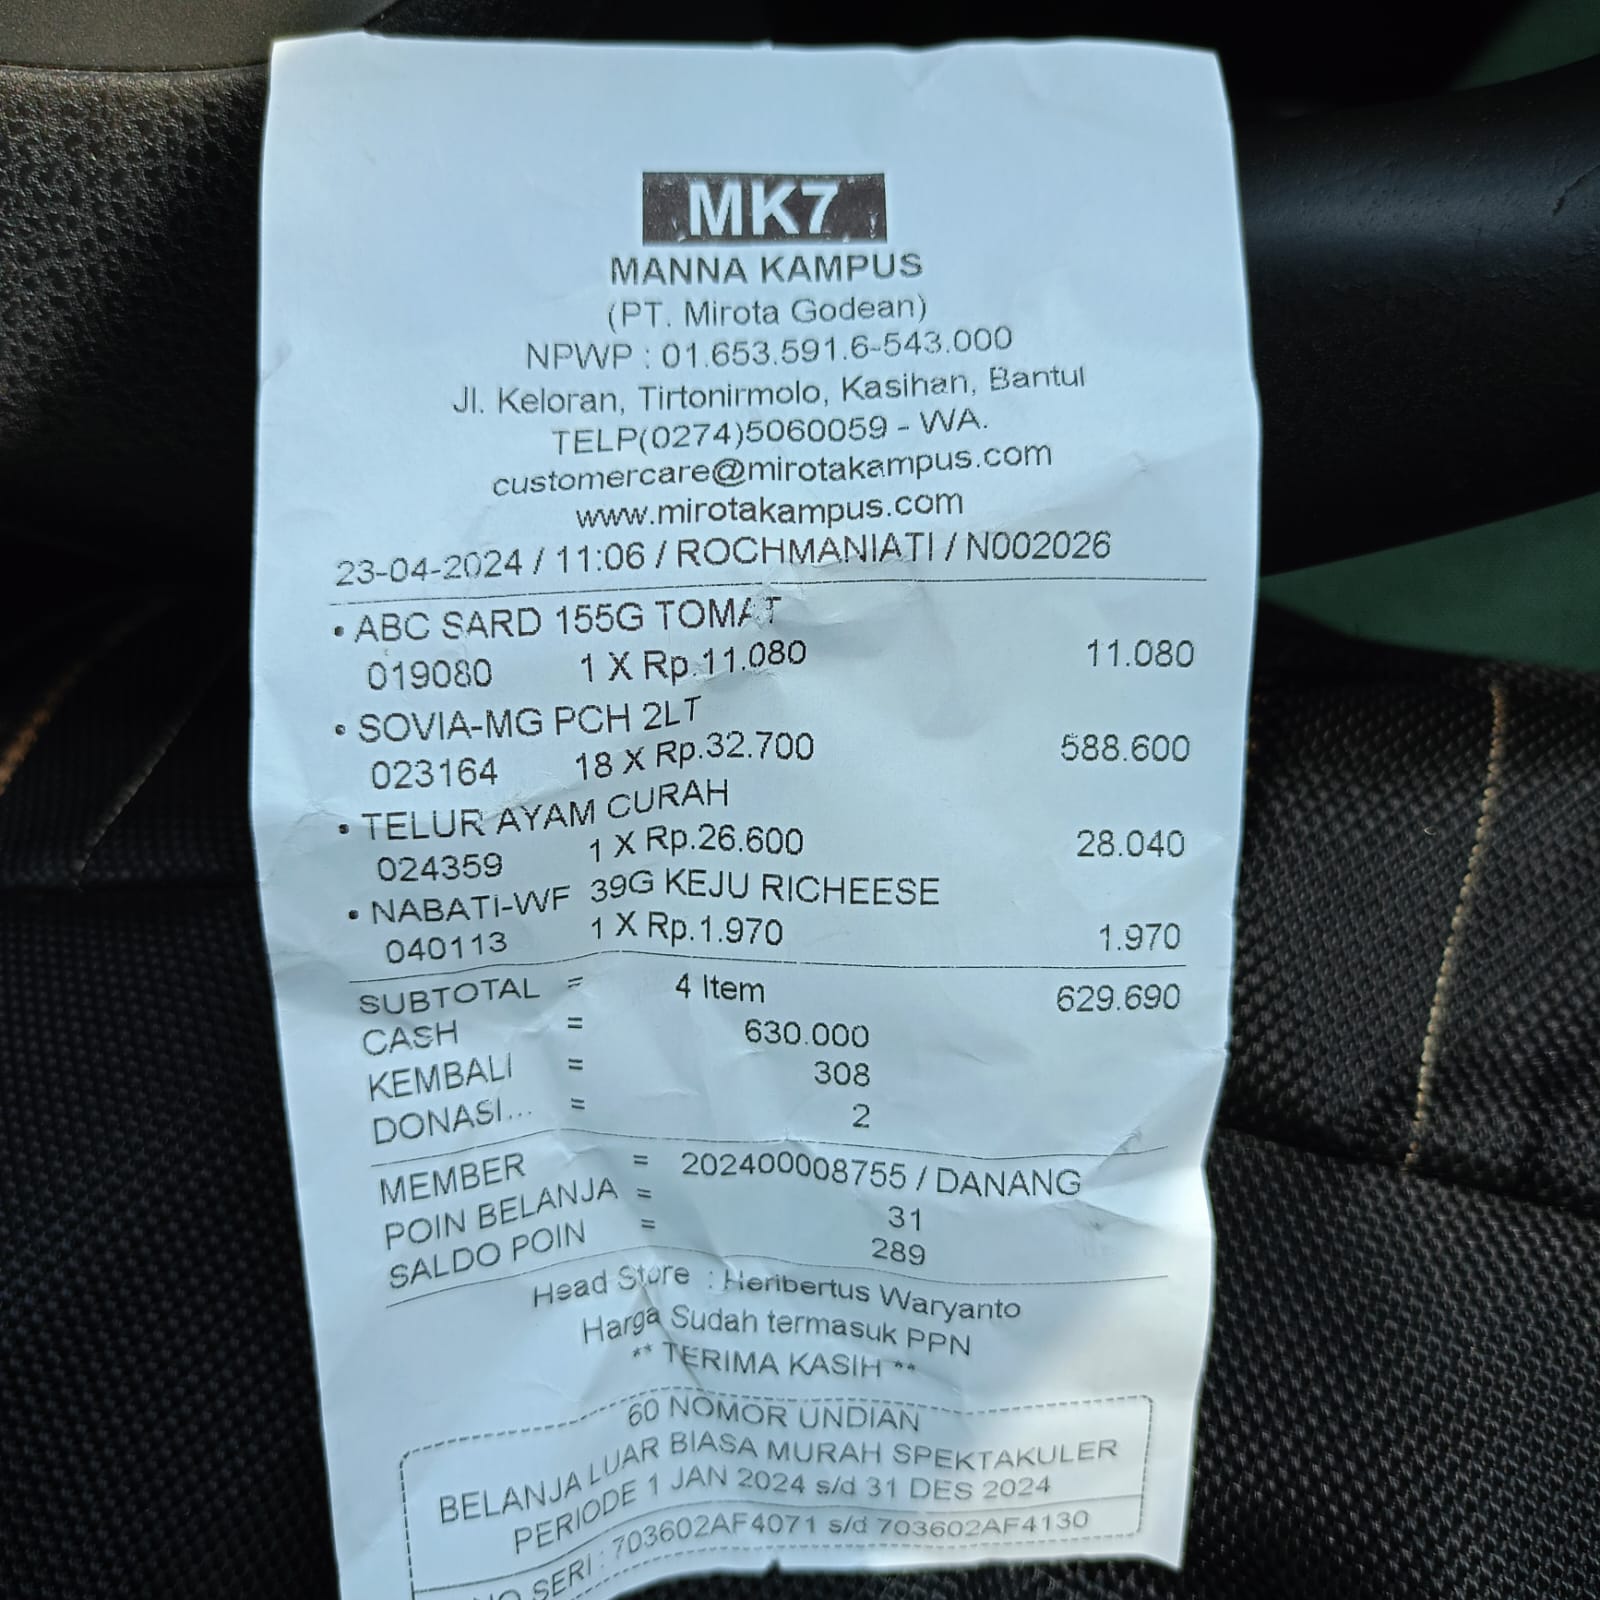 MK7
MANNA KAMPUS
(PT. Mirota Godean)
NPWP : 01.653.591.6-543.000
Jl. Keloran, Tirtonirmolo, Kasihan, Bantul
TELP(0274)5060059 - WA.
customercare@mirotakampus.com
www.mirotakampus.com
23-04-2024 / 11:06 / ROCHMANIATI / N002026
• ABC SARD 155G TOMAT
019080 1 X Rp.11.080 11.080
• SOVIA-MG PCH 2LT
023164 18 X Rp.32.700 588.600
• TELUR AYAM CURAH
024359 1 X Rp.26.600 28.040
• NABATI-WF 39G KEJU RICHEESE
040113 1 X Rp.1.970 1.970
SUBTOTAL = 4 Item 629.690
CASH = 630.000
KEMBALI = 308
DONASI... = 2
MEMBER = 202400008755 / DANANG
POIN BELANJA = 31
SALDO POIN = 289
Head Store : Heribertus Waryanto
Harga Sudah termasuk PPN
** TERIMA KASIH **
60 NOMOR UNDIAN
BELANJA LUAR BIASA MURAH SPEKTAKULER
PERIODE 1 JAN 2024 s/d 31 DES 2024
NO SERI : 703602AF4071 s/d 703602AF4130